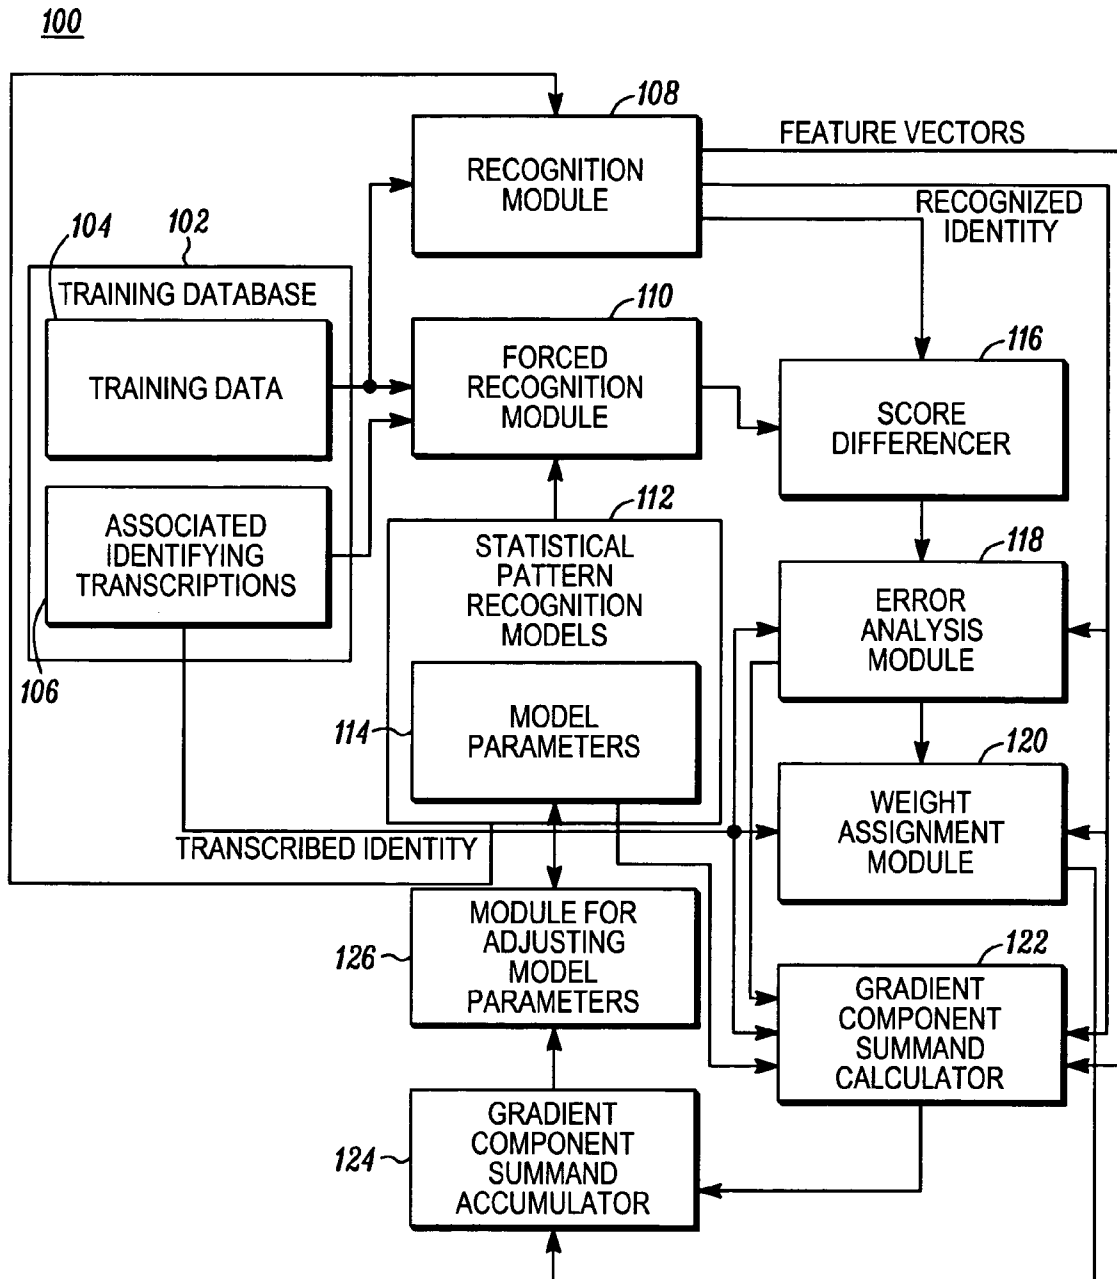 100
108
RECOGNITION
MODULE
FEATURE VECTORS
RECOGNIZED
IDENTITY
104
102
TRAINING DATABASE
TRAINING DATA
110
FORCED
RECOGNITION
MODULE
116
SCORE
DIFFERENCER
ASSOCIATED
IDENTIFYING
TRANSCRIPTIONS
106
112
STATISTICAL
PATTERN
RECOGNITION
MODELS
118
ERROR
ANALYSIS
MODULE
114
MODEL
PARAMETERS
120
WEIGHT
ASSIGNMENT
MODULE
TRANSCRIBED IDENTITY
126
MODULE FOR
ADJUSTING
MODEL
PARAMETERS
122
GRADIENT
COMPONENT
SUMMAND
CALCULATOR
124
GRADIENT
COMPONENT
SUMMAND
ACCUMULATOR